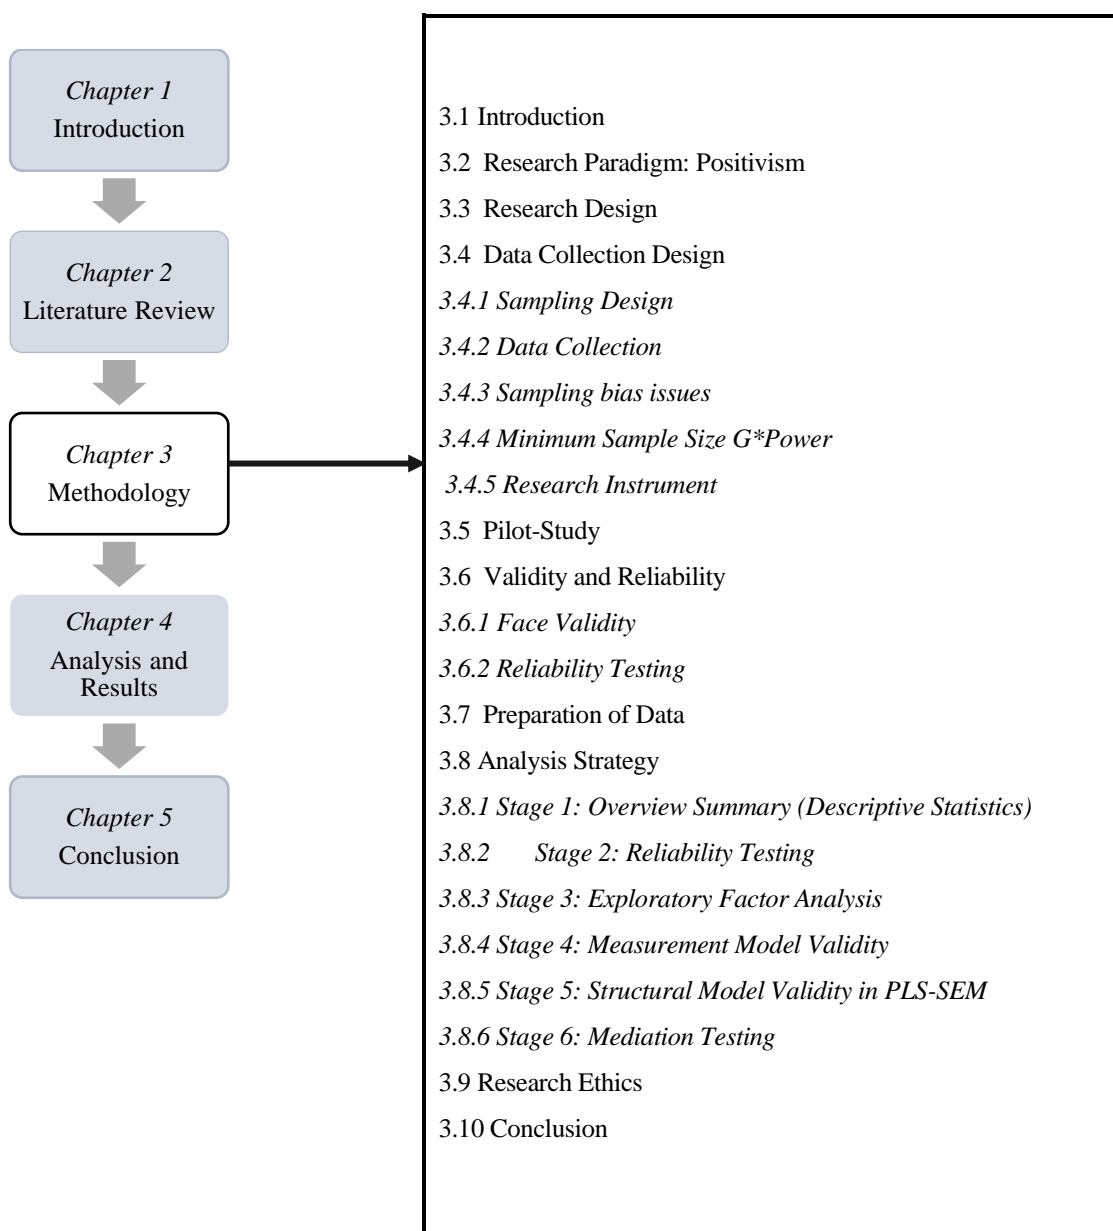 Chapter 1
Introduction
Chapter 2
Literature Review
Chapter 3
Methodology
Chapter 4
Analysis and
Results
Chapter 5
Conclusion
3.1 Introduction
3.2 Research Paradigm: Positivism
3.3 Research Design
3.4 Data Collection Design
3.4.1 Sampling Design
3.4.2 Data Collection
3.4.3 Sampling bias issues
3.4.4 Minimum Sample Size G*Power
3.4.5 Research Instrument
3.5 Pilot-Study
3.6 Validity and Reliability
3.6.1 Face Validity
3.6.2 Reliability Testing
3.7 Preparation of Data
3.8 Analysis Strategy
3.8.1 Stage 1: Overview Summary (Descriptive Statistics)
3.8.2 Stage 2: Reliability Testing
3.8.3 Stage 3: Exploratory Factor Analysis
3.8.4 Stage 4: Measurement Model Validity
3.8.5 Stage 5: Structural Model Validity in PLS-SEM
3.8.6 Stage 6: Mediation Testing
3.9 Research Ethics
3.10 Conclusion